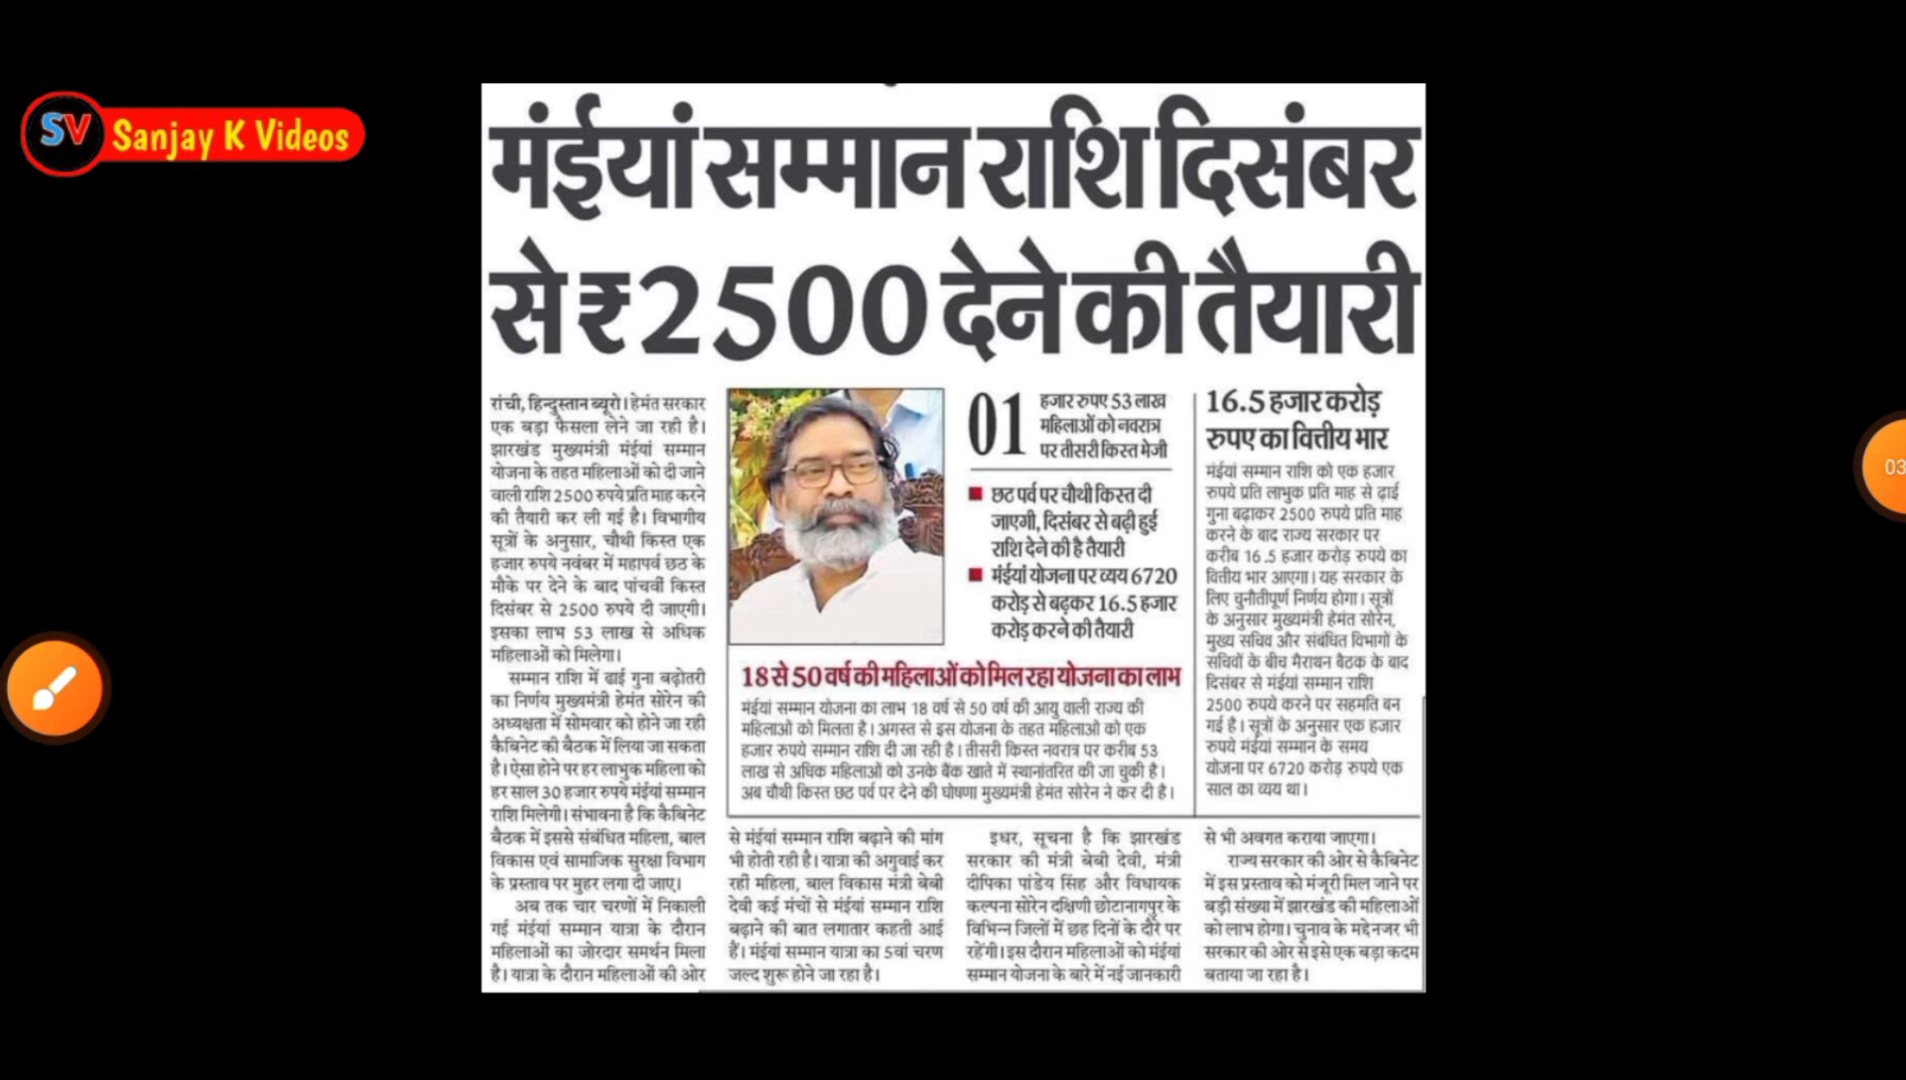 SV Sanjay K Videos
मंईयां सम्मान राशि दिसंबर
से ₹2500 देने की तैयारी
रांची, हिन्दुस्तान ब्यूरो। हेमंत सरकार
एक बड़ा फैसला लेने जा रही है।
झारखंड मुख्यमंत्री मंईयां सम्मान
योजना के तहत महिलाओं को दी जाने
वाली राशि 2500 रुपये प्रति माह करने
की तैयारी कर ली गई है। विभागीय
सूत्रों के अनुसार, चौथी किस्त एक
हजार रुपये नवंबर में महापर्व छठ के
मौके पर देने के बाद पांचवीं किस्त
दिसंबर से 2500 रुपये दी जाएगी।
इसका लाभ 53 लाख से अधिक
महिलाओं को मिलेगा।
सम्मान राशि में ढाई गुना बढ़ोतरी
का निर्णय मुख्यमंत्री हेमंत सोरेन की
अध्यक्षता में सोमवार को होने जा रही
कैबिनेट की बैठक में लिया जा सकता
है। ऐसा होने पर हर लाभुक महिला को
हर साल 30 हजार रुपये मंईयां सम्मान
राशि मिलेगी। संभावना है कि कैबिनेट
बैठक में इससे संबंधित महिला, बाल
विकास एवं सामाजिक सुरक्षा विभाग
के प्रस्ताव पर मुहर लगा दी जाए।
अब तक चार चरणों में निकाली
गई मंईयां सम्मान यात्रा के दौरान
महिलाओं का जोरदार समर्थन मिला
है। यात्रा के दौरान महिलाओं की ओर
01 हजार रुपए 53 लाख
महिलाओं को नवरात्र
पर तीसरी किस्त भेजी
छठ पर्व पर चौथी किस्त दी
जाएगी, दिसंबर से बढ़ी हुई
राशि देने की है तैयारी
मंईयां योजना पर व्यय 6720
करोड़ से बढ़कर 16.5 हजार
करोड़ करने की तैयारी
18 से 50 वर्ष की महिलाओं को मिल रहा योजना का लाभ
मंईयां सम्मान योजना का लाभ 18 वर्ष से 50 वर्ष की आयु वाली राज्य की
महिलाओं को मिलता है। अगस्त से इस योजना के तहत महिलाओं को एक
हजार रुपये सम्मान राशि दी जा रही है। तीसरी किस्त नवरात्र पर करीब 53
लाख से अधिक महिलाओं को उनके बैंक खाते में स्थानांतरित की जा चुकी है।
अब चौथी किस्त छठ पर्व पर देने की घोषणा मुख्यमंत्री हेमंत सोरेन ने कर दी है।
16.5 हजार करोड़
रुपए का वित्तीय भार
मंईयां सम्मान राशि को एक हजार
रुपये प्रति लाभुक प्रति माह से ढ़ाई
गुना बढ़ाकर 2500 रुपये प्रति माह
करने के बाद राज्य सरकार पर
करीब 16.5 हजार करोड़ रुपये का
वित्तीय भार आएगा। यह सरकार के
लिए चुनौतीपूर्ण निर्णय होगा। सूत्रों
के अनुसार मुख्यमंत्री हेमंत सोरेन,
मुख्य सचिव और संबंधित विभागों के
सचिवों के बीच मैराथन बैठक के बाद
दिसंबर से मंईयां सम्मान राशि
2500 रुपये करने पर सहमति बन
गई है। सूत्रों के अनुसार एक हजार
रुपये मंईयां सम्मान के समय
योजना पर 6720 करोड़ रुपये एक
साल का व्यय था।
से मंईयां सम्मान राशि बढ़ाने की मांग
भी होती रही है। यात्रा की अगुवाई कर
रहीं महिला, बाल विकास मंत्री बेबी
देवी कई मंचों से मंईयां सम्मान राशि
बढ़ाने की बात लगातार कहती आई
हैं। मंईयां सम्मान यात्रा का 5वां चरण
जल्द शुरू होने जा रहा है।
इधर, सूचना है कि झारखंड
सरकार की मंत्री बेबी देवी, मंत्री
दीपिका पांडेय सिंह और विधायक
कल्पना सोरेन दक्षिणी छोटानागपुर के
विभिन्न जिलों में छह दिनों के दौरे पर
रहेंगी। इस दौरान महिलाओं को मंईयां
सम्मान योजना के बारे में नई जानकारी
से भी अवगत कराया जाएगा।
राज्य सरकार की ओर से कैबिनेट
में इस प्रस्ताव को मंजूरी मिल जाने पर
बड़ी संख्या में झारखंड की महिलाओं
को लाभ होगा। चुनाव के मद्देनजर भी
सरकार की ओर से इसे एक बड़ा कदम
बताया जा रहा है।
03